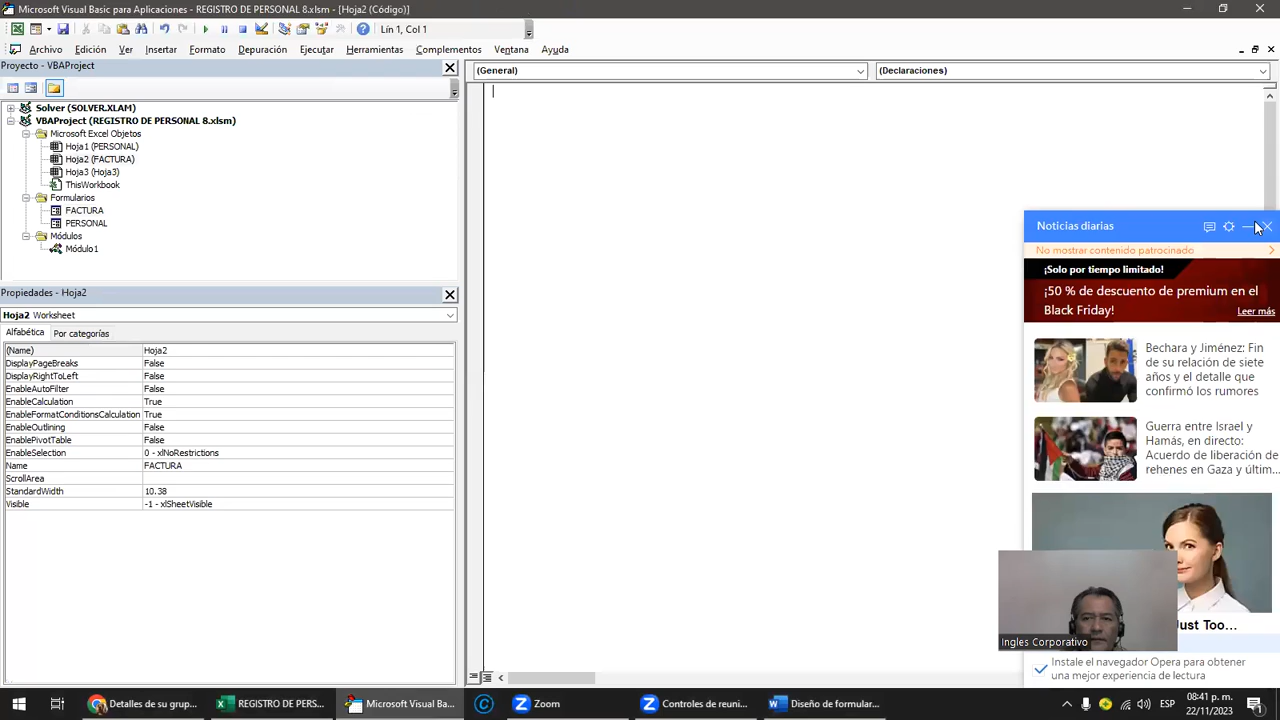 Microsoft Visual Basic para Aplicaciones - REGISTRO DE PERSONAL 8.xlsm - [Hoja2 (Código)]
Lín 1, Col 1
Archivo Edición Ver Insertar Formato Depuración Ejecutar Herramientas Complementos Ventana Ayuda
Proyecto - VBAProject
(General) (Declaraciones)
Solver (SOLVER.XLAM)
VBAProject (REGISTRO DE PERSONAL 8.xlsm)
Microsoft Excel Objetos
Hoja1 (PERSONAL)
Hoja2 (FACTURA)
Hoja3 (Hoja3)
ThisWorkbook
Formularios
FACTURA
PERSONAL
Módulos
Módulo1
Propiedades - Hoja2
Hoja2 Worksheet
Alfabética Por categorías
(Name) Hoja2
DisplayPageBreaks False
DisplayRightToLeft False
EnableAutoFilter False
EnableCalculation True
EnableFormatConditionsCalculation True
EnableOutlining False
EnablePivotTable False
EnableSelection 0 - xlNoRestrictions
Name FACTURA
ScrollArea
StandardWidth 10.38
Visible -1 - xlSheetVisible
Noticias diarias
No mostrar contenido patrocinado
¡Solo por tiempo limitado!
¡50 % de descuento de premium en el
Black Friday! Leer más
Bechara y Jiménez: Fin
de su relación de siete
años y el detalle que
confirmó los rumores
Guerra entre Israel y
Hamás, en directo:
Acuerdo de liberación de
rehenes en Gaza y últim...
Just Too...
Ingles Corporativo
Instale el navegador Opera para obtener
una mejor experiencia de lectura
Detalles de su grup... REGISTRO DE PERS... Microsoft Visual Ba... Zoom Controles de reuni... Diseño de formular... ESP 08:41 p. m.
22/11/2023